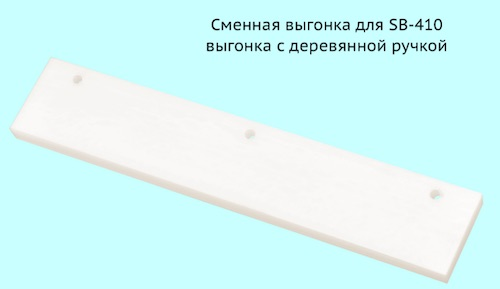 Сменная выгонка для SB-410
выгонка с деревянной ручкой